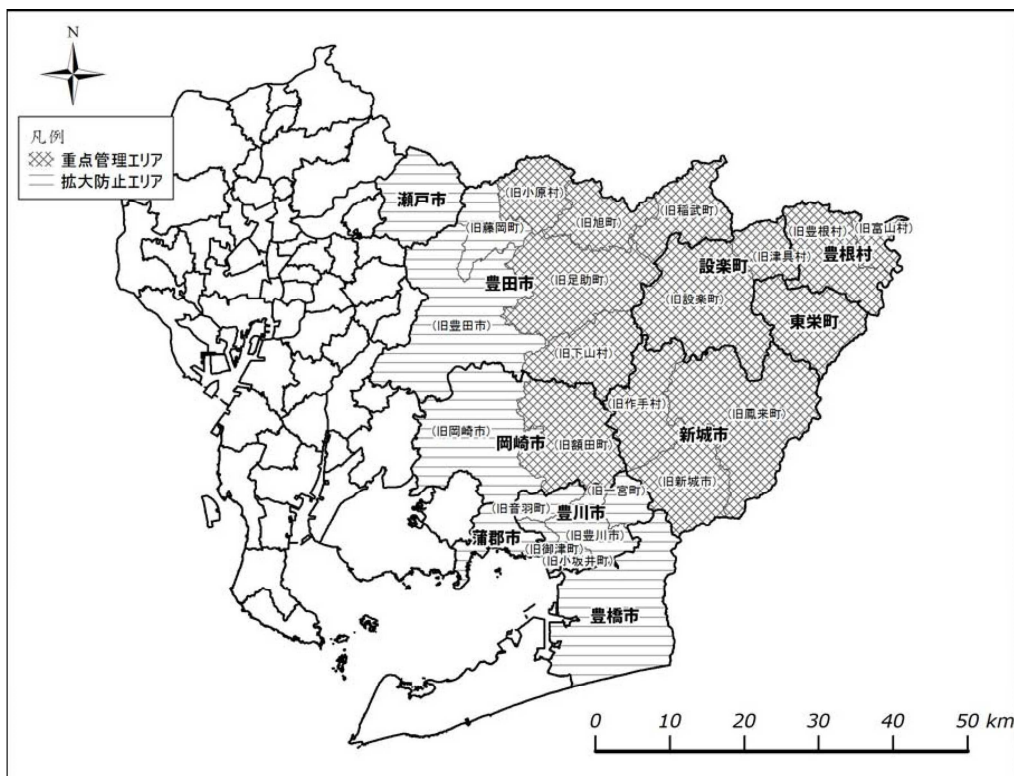 N
凡例
重点管理エリア
拡大防止エリア
瀬戸市
(旧小原村)
(旧藤岡町)
(旧旭町)
(旧稲武町)
(旧豊根村)
(旧富山村)
豊根村
(旧津具村)
設楽町
豊田市
(旧足助町)
(旧設楽町)
東栄町
(旧豊田市)
(旧下山村)
(旧作手村)
(旧鳳来町)
(旧岡崎市)
岡崎市
(旧額田町)
新城市
(旧新城市)
(旧一宮町)
(旧音羽町)
豊川市
蒲郡市
(旧豊川市)
(旧御津町)
(旧小坂井町)
豊橋市
0 10 20 30 40 50 km